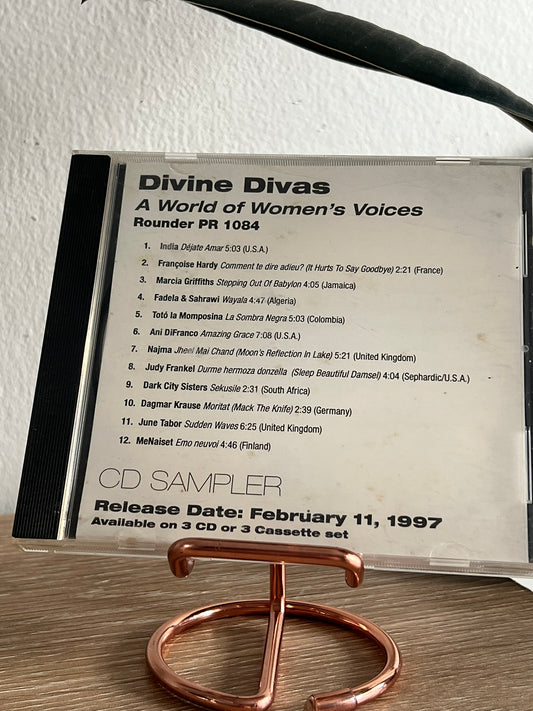 Divine Divas
A World of Women's Voices
Rounder PR 1084
1. India Déjate Amar 5:03 (U.S.A.)
2. Françoise Hardy Comment te dire adieu? (It Hurts To Say Goodbye) 2:21 (France)
3. Marcia Griffiths Stepping Out Of Babylon 4:05 (Jamaica)
4. Fadela & Sahrawi Wayala 4:47 (Algeria)
5. Totó la Momposina La Sombra Negra 5:03 (Colombia)
6. Ani DiFranco Amazing Grace 7:08 (U.S.A.)
7. Najma Jheni Mai Chand (Moon's Reflection In Lake) 5:21 (United Kingdom)
8. Judy Frankel Durme hermoza donzella (Sleep Beautiful Damsel) 4:04 (Sephardic/U.S.A.)
9. Dark City Sisters Sekusile 2:31 (South Africa)
10. Dagmar Krause Moritat (Mack The Knife) 2:39 (Germany)
11. June Tabor Sudden Waves 6:25 (United Kingdom)
12. MeNaiset Emo neuvoi 4:46 (Finland)
CD SAMPLER
Release Date: February 11, 1997
Available on 3 CD or 3 Cassette set